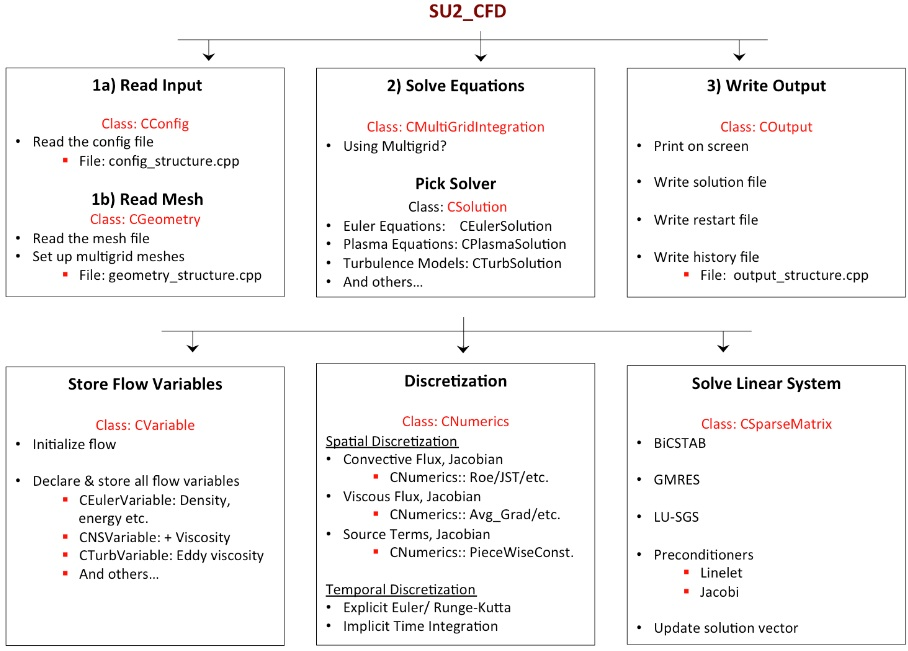 SU2_CFD
1a) Read Input
Class: CConfig
• Read the config file
▪ File: config_structure.cpp
1b) Read Mesh
Class: CGeometry
• Read the mesh file
• Set up multigrid meshes
▪ File: geometry_structure.cpp
2) Solve Equations
Class: CMultiGridIntegration
• Using Multigrid?
Pick Solver
Class: CSolution
• Euler Equations: CEulerSolution
• Plasma Equations: CPlasmaSolution
• Turbulence Models: CTurbSolution
• And others…
3) Write Output
Class: COutput
• Print on screen
• Write solution file
• Write restart file
• Write history file
▪ File: output_structure.cpp
Store Flow Variables
Class: CVariable
• Initialize flow
• Declare & store all flow variables
▪ CEulerVariable: Density,
energy etc.
▪ CNSVariable: + Viscosity
▪ CTurbVariable: Eddy viscosity
▪ And others…
Discretization
Class: CNumerics
Spatial Discretization
• Convective Flux, Jacobian
▪ CNumerics:: Roe/JST/etc.
• Viscous Flux, Jacobian
▪ CNumerics:: Avg_Grad/etc.
• Source Terms, Jacobian
▪ CNumerics:: PieceWiseConst.
Temporal Discretization
• Explicit Euler/ Runge-Kutta
• Implicit Time Integration
Solve Linear System
Class: CSparseMatrix
• BiCSTAB
• GMRES
• LU-SGS
• Preconditioners
▪ Linelet
▪ Jacobi
• Update solution vector